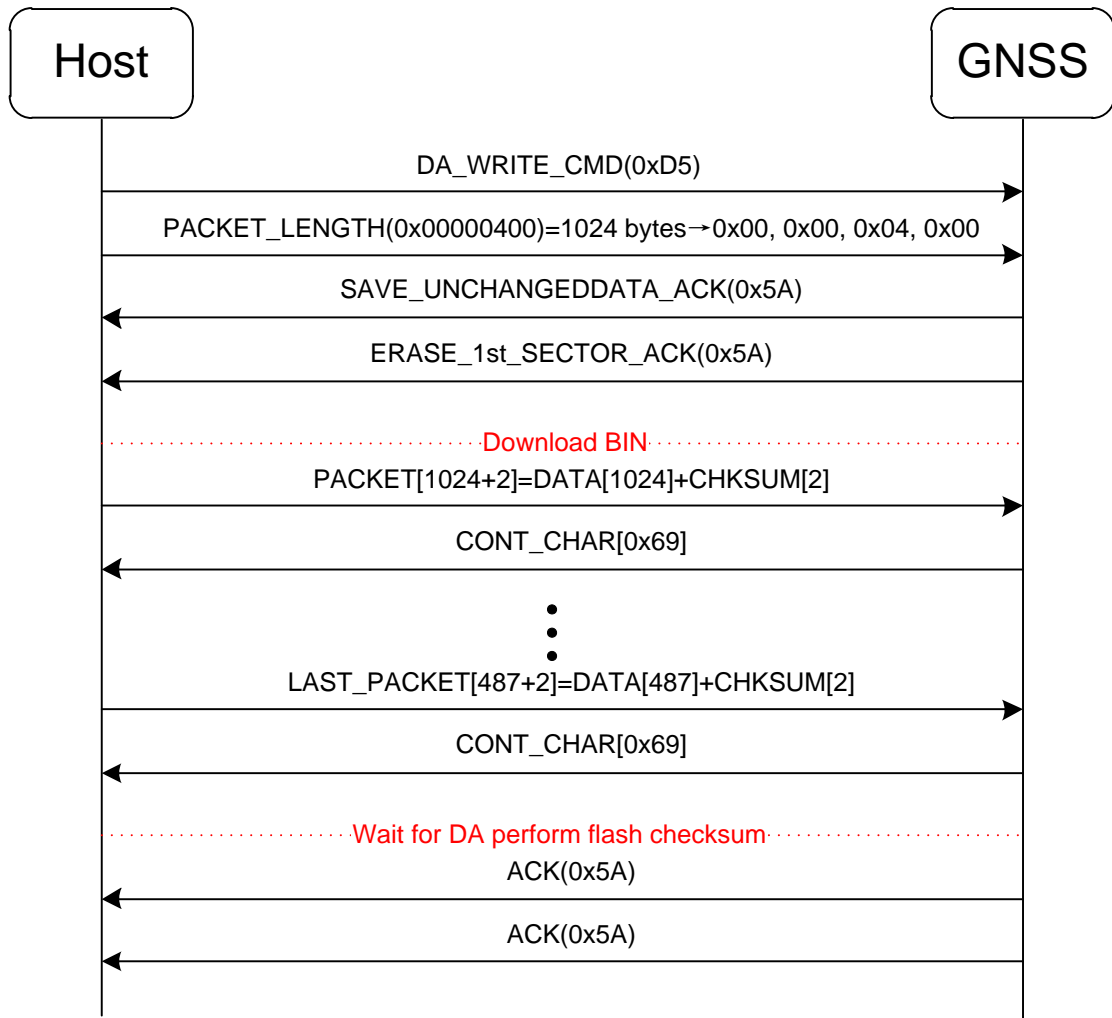 Host
GNSS
DA_WRITE_CMD(0xD5)
PACKET_LENGTH(0x00000400)=1024 bytes→0x00, 0x00, 0x04, 0x00
SAVE_UNCHANGEDDATA_ACK(0x5A)
ERASE_1st_SECTOR_ACK(0x5A)
Download BIN
PACKET[1024+2]=DATA[1024]+CHKSUM[2]
CONT_CHAR[0x69]
LAST_PACKET[487+2]=DATA[487]+CHKSUM[2]
CONT_CHAR[0x69]
Wait for DA perform flash checksum
ACK(0x5A)
ACK(0x5A)